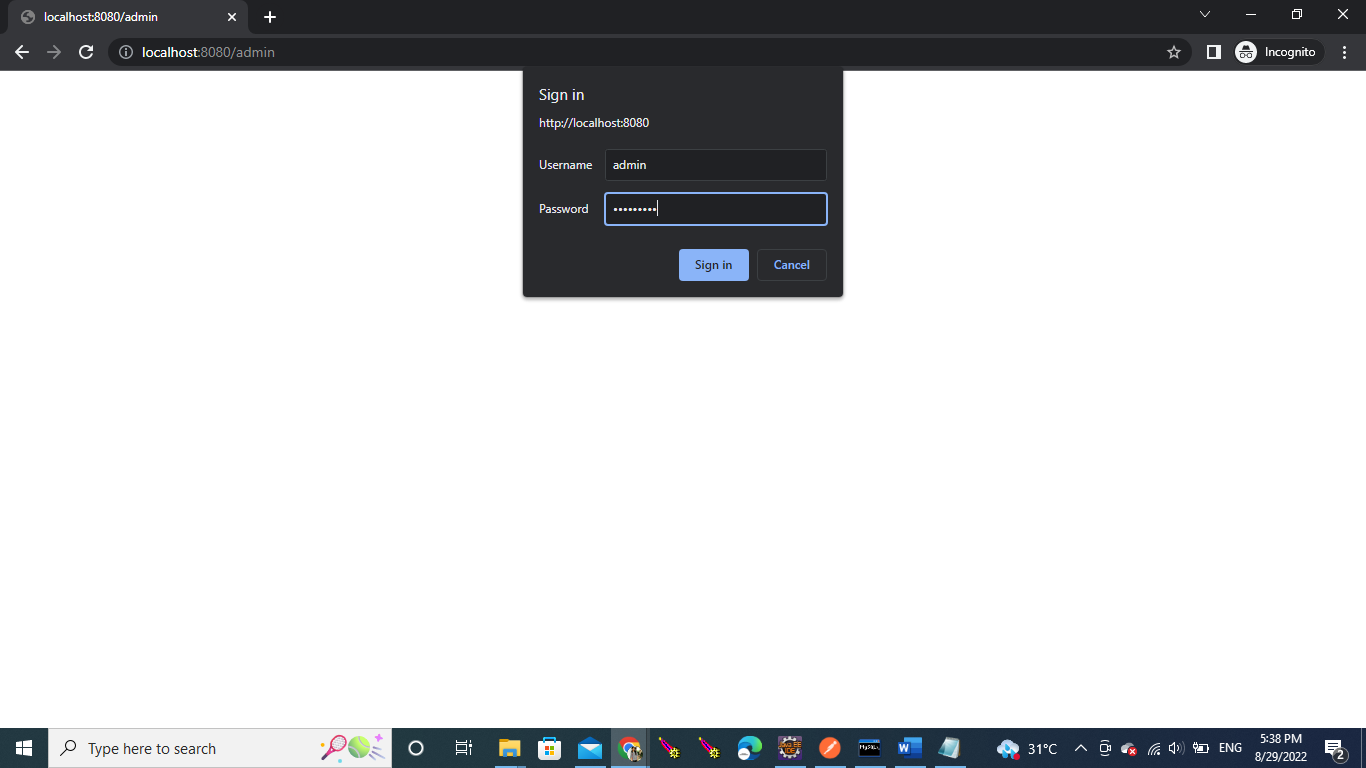 localhost:8080/admin
localhost:8080/admin
Incognito
Sign in
http://localhost:8080
Username admin
Password •••••••••
Sign in Cancel
Type here to search
31°C
ENG
5:38 PM
8/29/2022
2